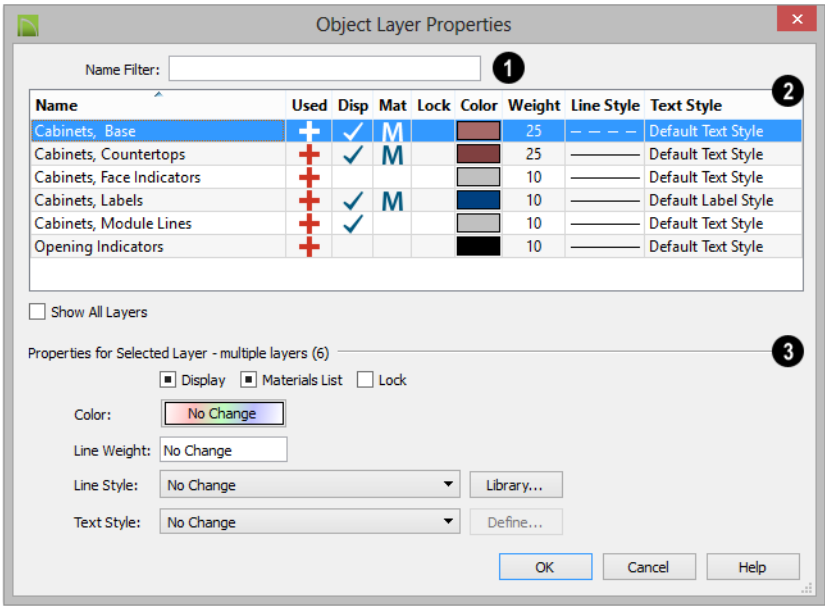 Object Layer Properties
Name Filter: 1
2
Name Used Disp Mat Lock Color Weight Line Style Text Style
Cabinets, Base M 25 Default Text Style
Cabinets, Countertops M 25 Default Text Style
Cabinets, Face Indicators 10 Default Text Style
Cabinets, Labels M 10 Default Label Style
Cabinets, Module Lines 10 Default Text Style
Opening Indicators 10 Default Text Style
Show All Layers
Properties for Selected Layer - multiple layers (6) 3
Display Materials List Lock
Color: No Change
Line Weight: No Change
Line Style: No Change Library...
Text Style: No Change Define...
OK Cancel Help